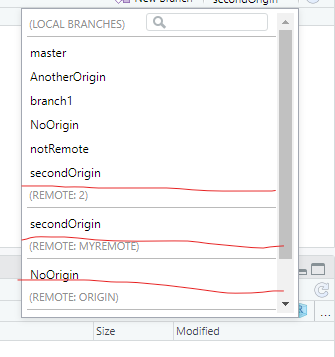 New Branch secondOrigin
(LOCAL BRANCHES)
master
AnotherOrigin
branch1
NoOrigin
notRemote
secondOrigin
(REMOTE: 2)
secondOrigin
(REMOTE: MYREMOTE)
NoOrigin
(REMOTE: ORIGIN)
...
Size Modified